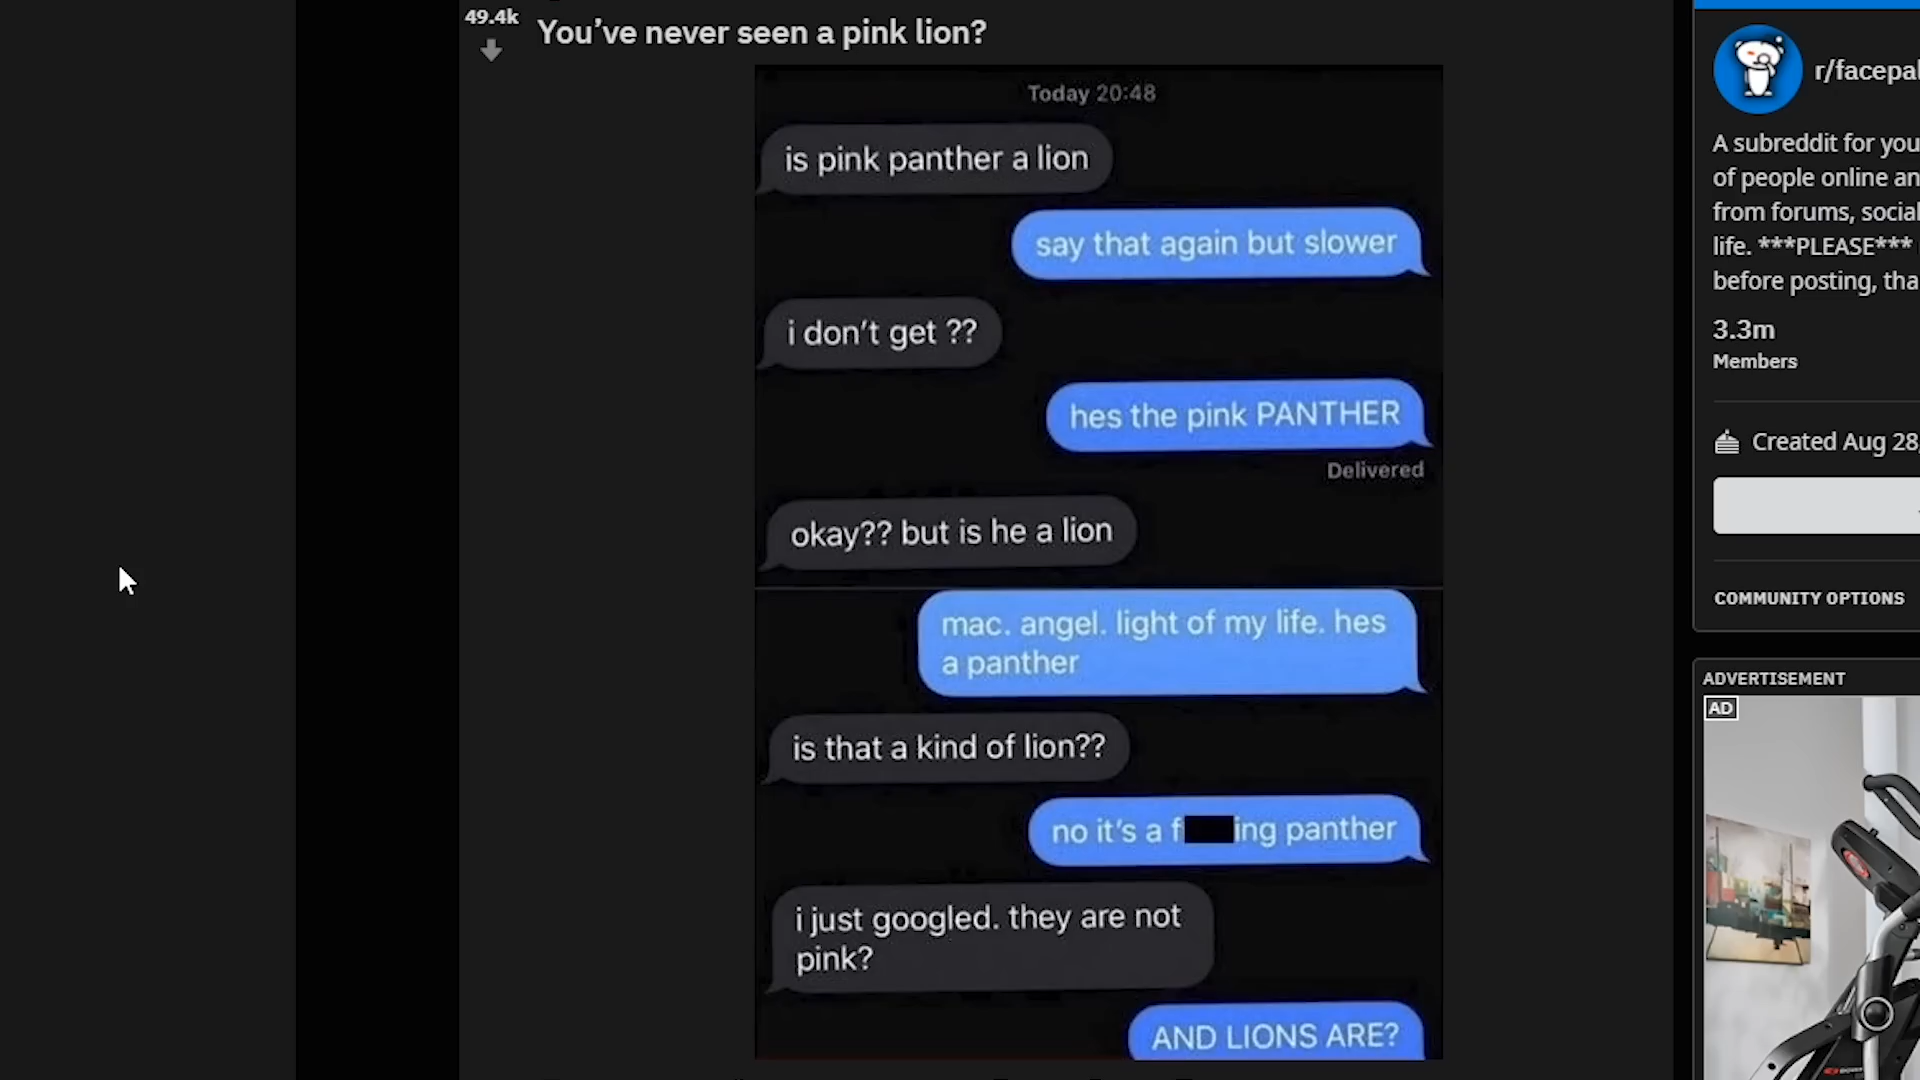 49.4k
You've never seen a pink lion?
Today 20:48
is pink panther a lion
say that again but slower
i don't get ??
hes the pink PANTHER
Delivered
okay?? but is he a lion
mac. angel. light of my life. hes
a panther
is that a kind of lion??
no it's a f ing panther
i just googled. they are not
pink?
AND LIONS ARE?
r/facepal
A subreddit for you
of people online an
from forums, social
life. ***PLEASE***
before posting, tha
3.3m
Members
Created Aug 28,
COMMUNITY OPTIONS
ADVERTISEMENT
AD